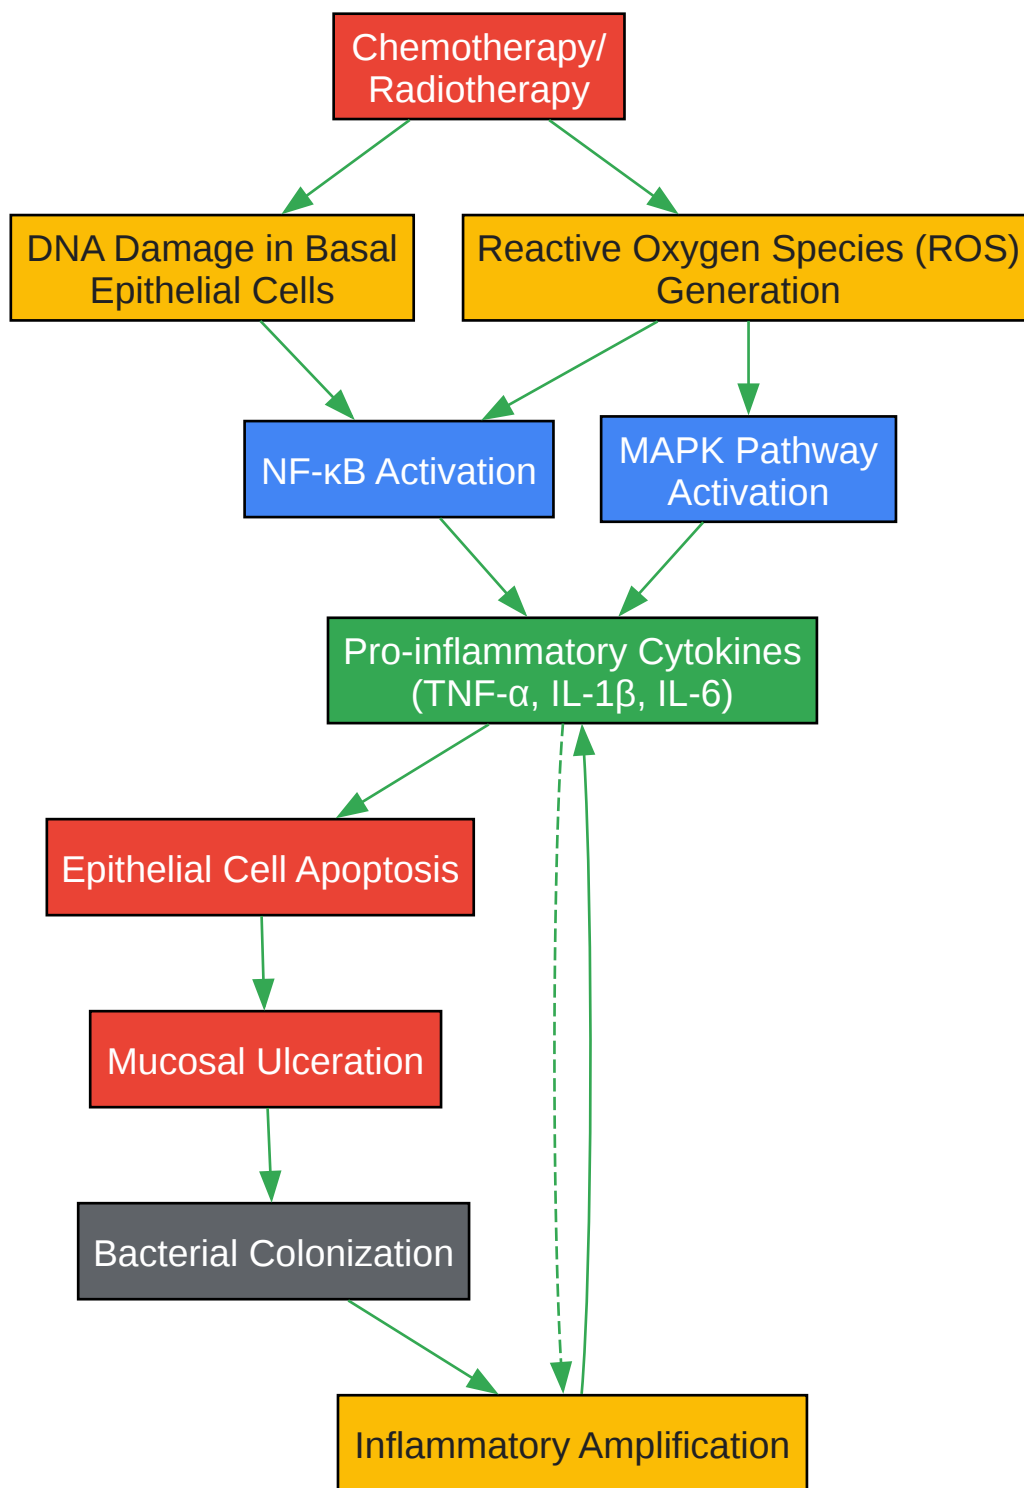 Chemotherapy/
Radiotherapy
DNA Damage in Basal
Epithelial Cells
Reactive Oxygen Species (ROS)
Generation
NF-κB Activation
MAPK Pathway
Activation
Pro-inflammatory Cytokines
(TNF-α, IL-1β, IL-6)
Epithelial Cell Apoptosis
Mucosal Ulceration
Bacterial Colonization
Inflammatory Amplification